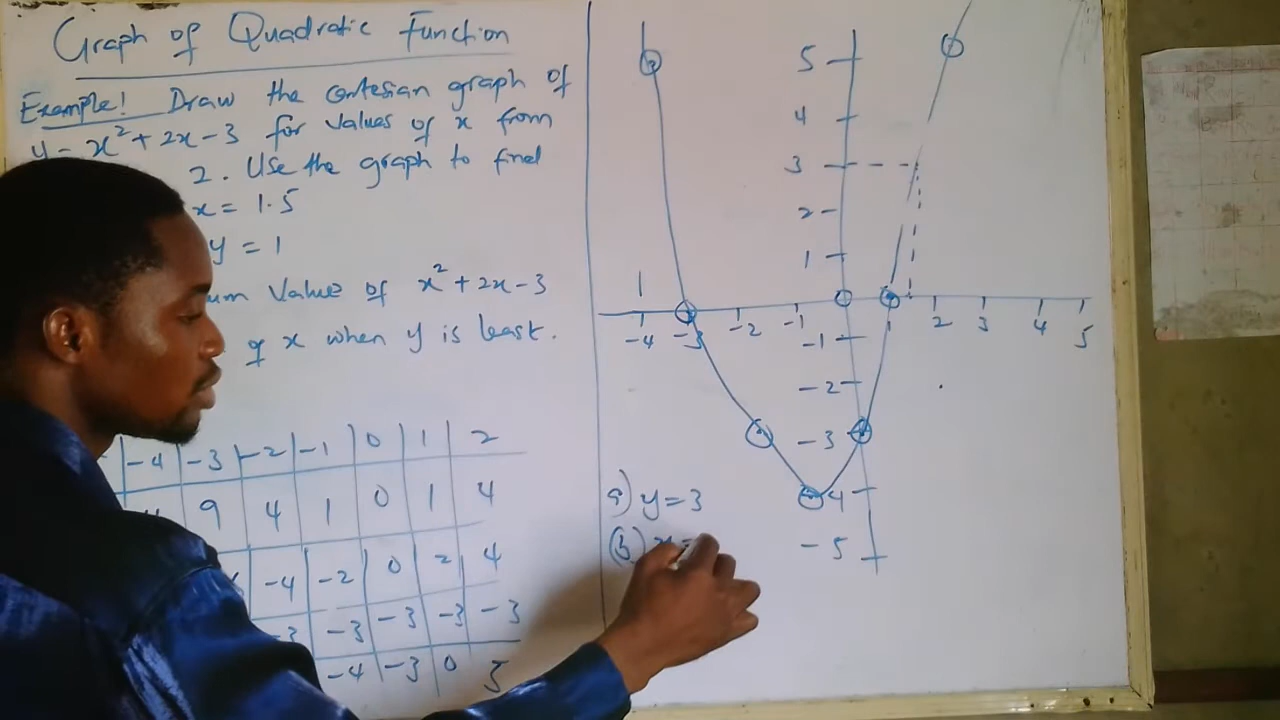 Graph of Quadratic Function
Example! Draw the cartesian graph of
y = x² + 2x - 3 for values of x from
2. Use the graph to find
x = 1.5
y = 1
um Value of x² + 2x - 3
of x when y is least.
-4 -3 -2 -1 0 1 2
9 4 1 0 1 4
-4 -2 0 2 4
-3 -3 -3 -3 -3
-4 -3 0 5
5
4
3
2
1
1
-4 -3 -2 -1 1 2 3 4 5
-1
-2
-3
-4
-5
a) y = 3
(b) x =